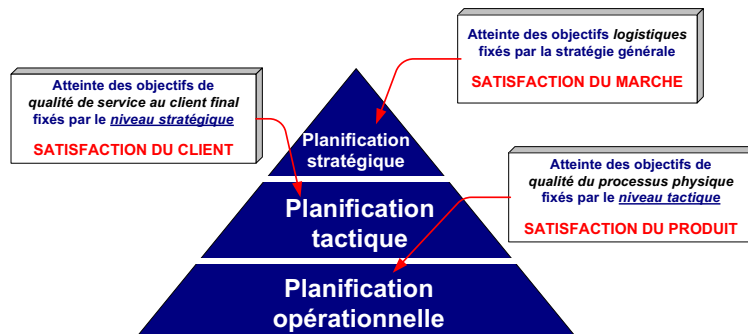 Atteinte des objectifs logistiques
fixés par la stratégie générale
SATISFACTION DU MARCHE
Atteinte des objectifs de
qualité de service au client final
fixés par le niveau stratégique
SATISFACTION DU CLIENT
Planification
stratégique
Atteinte des objectifs de
qualité du processus physique
fixés par le niveau tactique
SATISFACTION DU PRODUIT
Planification
tactique
Planification
opérationnelle